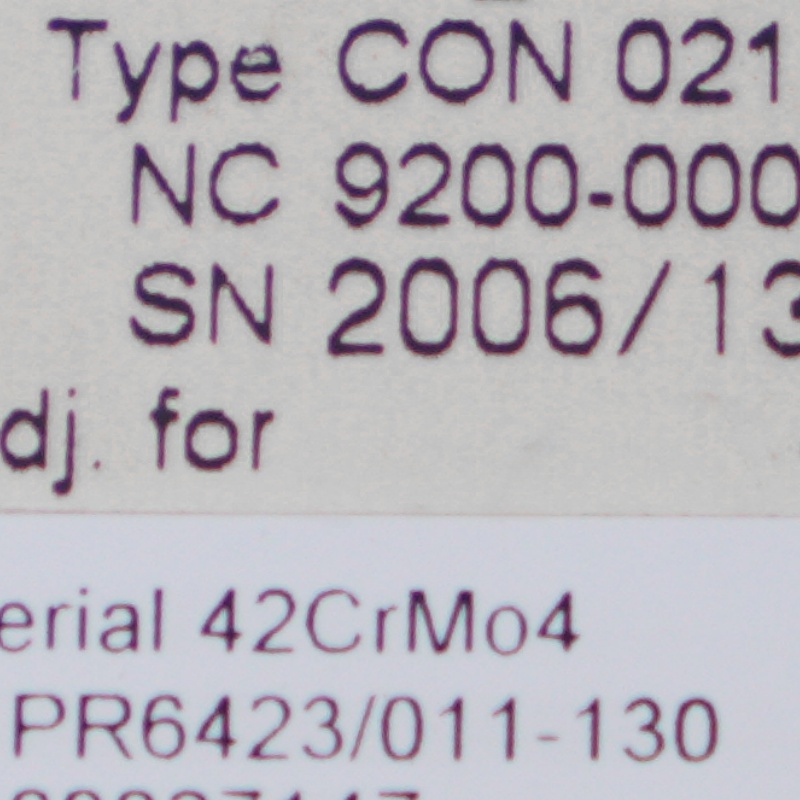 Type CON 021
NC 9200-000
SN 2006/13
dj. for
erial 42CrMo4
PR6423/011-130